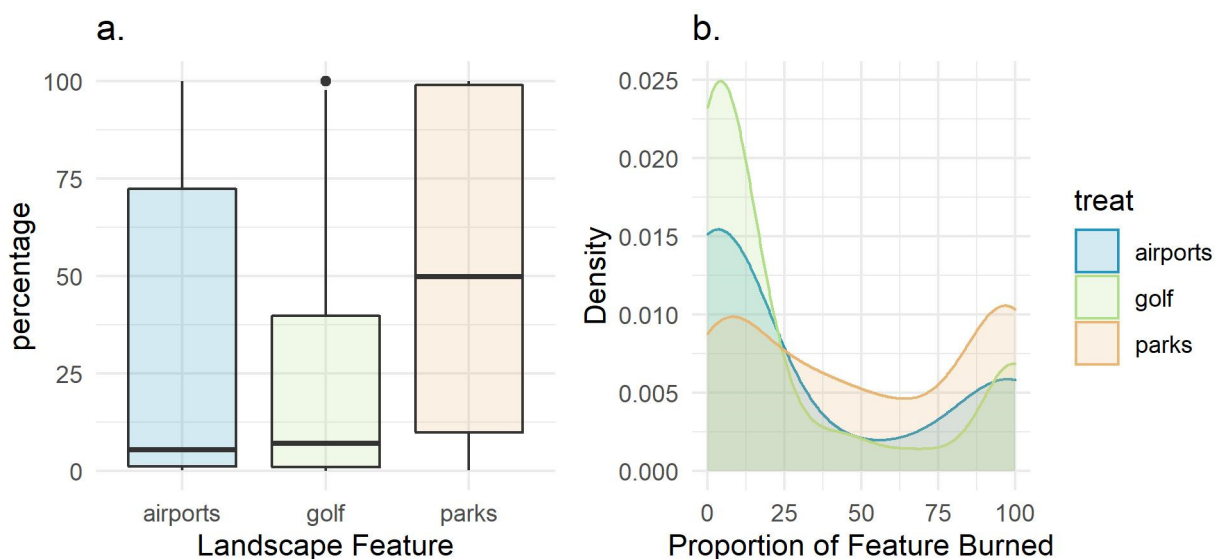 a.
percentage
100
75
50
25
0
airports
golf
parks
Landscape Feature
b.
Density
0.025
0.020
0.015
0.010
0.005
0.000
0
25
50
75
100
Proportion of Feature Burned
treat
airports
golf
parks